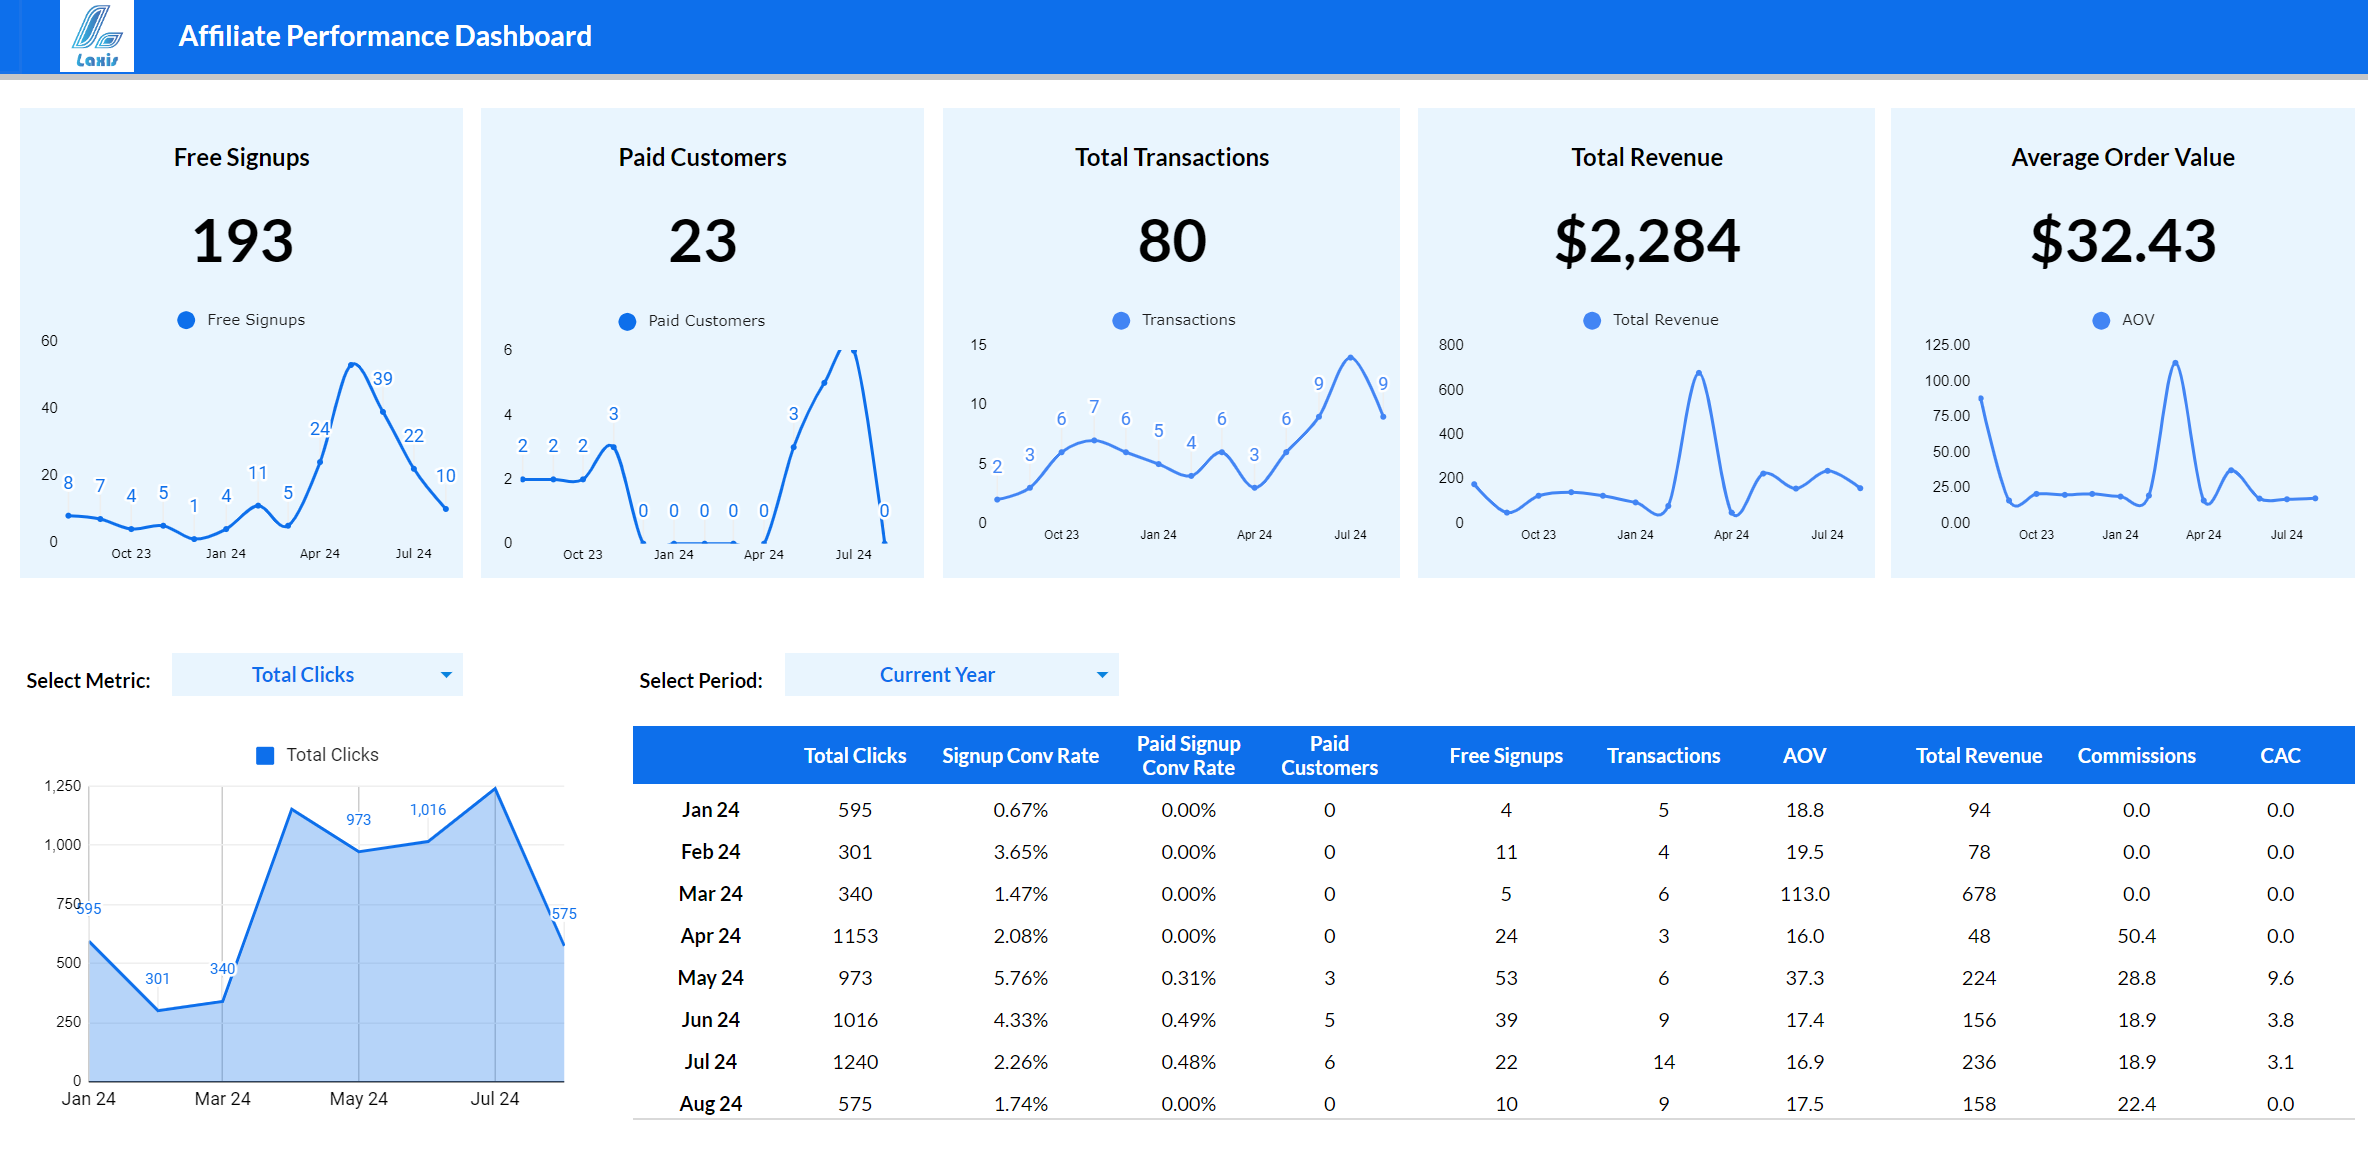 Laxis
Affiliate Performance Dashboard
Free Signups
193
Free Signups
60
40
20
0
8 7 4 5 1 4 11 5 24 39 22 10
Oct 23 Jan 24 Apr 24 Jul 24
Paid Customers
23
Paid Customers
6
4
2
0
2 2 2 3 0 0 0 0 0 3 0
Oct 23 Jan 24 Apr 24 Jul 24
Total Transactions
80
Transactions
15
10
5
0
2 3 6 7 6 5 4 6 3 6 9 9
Oct 23 Jan 24 Apr 24 Jul 24
Total Revenue
$2,284
Total Revenue
800
600
400
200
0
Oct 23 Jan 24 Apr 24 Jul 24
Average Order Value
$32.43
AOV
125.00
100.00
75.00
50.00
25.00
0.00
Oct 23 Jan 24 Apr 24 Jul 24
Select Metric: Total Clicks
Total Clicks
1,250
1,000
750
500
250
0
595 301 340 973 1,016 575
Jan 24 Mar 24 May 24 Jul 24
Select Period: Current Year
Total Clicks Signup Conv Rate Paid Signup Conv Rate Paid Customers Free Signups Transactions AOV Total Revenue Commissions CAC
Jan 24 595 0.67% 0.00% 0 4 5 18.8 94 0.0 0.0
Feb 24 301 3.65% 0.00% 0 11 4 19.5 78 0.0 0.0
Mar 24 340 1.47% 0.00% 0 5 6 113.0 678 0.0 0.0
Apr 24 1153 2.08% 0.00% 0 24 3 16.0 48 50.4 0.0
May 24 973 5.76% 0.31% 3 53 6 37.3 224 28.8 9.6
Jun 24 1016 4.33% 0.49% 5 39 9 17.4 156 18.9 3.8
Jul 24 1240 2.26% 0.48% 6 22 14 16.9 236 18.9 3.1
Aug 24 575 1.74% 0.00% 0 10 9 17.5 158 22.4 0.0